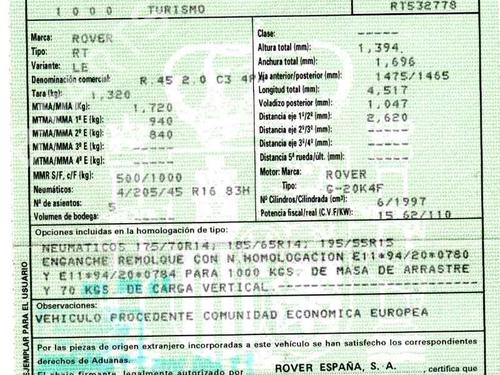 1000 TURISMO RT532778
Marca: ROVER
Tipo: RT
Variante: LE
Denominación comercial: R.45 2.0 C3 4P
Tara (kg): 1,320
MTMA/MMA (Kg): 1,720
MTMA/MMA 1º E (kg): 940
MTMA/MMA 2º E (kg): 840
MTMA/MMA 3º E (kg): -----
MTMA/MMA 4º E (kg): -----
MMR S/F, c/F (kg): 500/1000
Neumáticos: 4/205/45 R16 83H
Nº de asientos: 5
Volumen de bodega: -----
Clase: -----
Altura total (mm): 1,394
Anchura total (mm): 1,696
Vía anterior/posterior (mm): 1475/1465
Longitud total (mm): 4,517
Voladizo posterior (mm): 1,047
Distancia eje 1º/2º (mm): 2,620
Distancia eje 2º/3º (mm): -----
Distancia eje 3º/4º (mm): -----
Distancia 5ª rueda/últ. (mm): -----
Motor: Marca: ROVER
Tipo: G-20K4F
Nº Cilindros/Cilindrada (cm³): 6/1997
Potencia fiscal/real (C.V.F/KW): 15 62/110
Opciones incluidas en la homologación de tipo:
NEUMATICOS 175/70R14; 185/65R14; 195/55R15
ENGANCHE REMOLQUE CON N.HOMOLOGACION E11*94/20*0780
Y E11*94/20*0784 PARA 1000 KGS. DE MASA DE ARRASTRE
Y 70 KGS. DE CARGA VERTICAL.
Observaciones:
VEHICULO PROCEDENTE COMUNIDAD ECONOMICA EUROPEA
EJEMPLAR PARA EL USUARIO
Por las piezas de origen extranjero incorporadas a este vehículo se han satisfecho los correspondientes
derechos de Aduanas.
El abajo firmante, legalmente autorizado por ROVER ESPAÑA, S. A. , certifica que